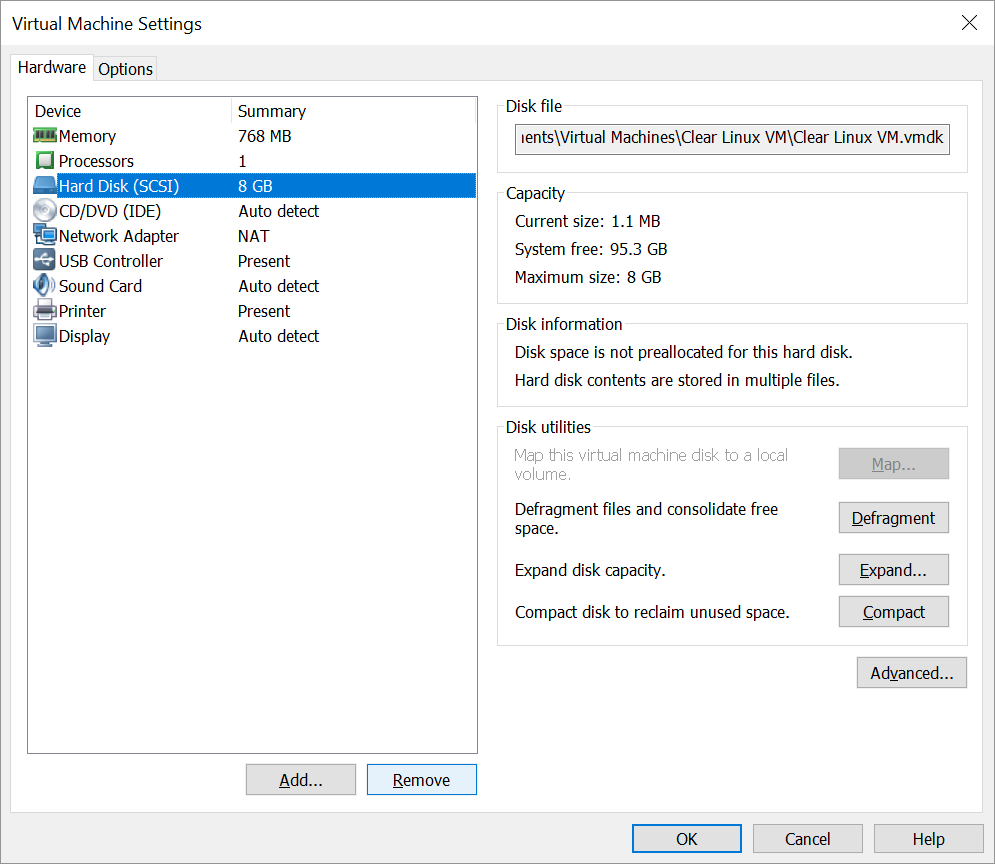 Virtual Machine Settings
Hardware Options
Device Summary
Memory 768 MB
Processors 1
Hard Disk (SCSI) 8 GB
CD/DVD (IDE) Auto detect
Network Adapter NAT
USB Controller Present
Sound Card Auto detect
Printer Present
Display Auto detect
Add... Remove
Disk file
ents\Virtual Machines\Clear Linux VM\Clear Linux VM.vmdk
Capacity
Current size: 1.1 MB
System free: 95.3 GB
Maximum size: 8 GB
Disk information
Disk space is not preallocated for this hard disk.
Hard disk contents are stored in multiple files.
Disk utilities
Map this virtual machine disk to a local
volume.
Map...
Defragment files and consolidate free
space.
Defragment
Expand disk capacity.
Expand...
Compact disk to reclaim unused space.
Compact
Advanced...
OK Cancel Help